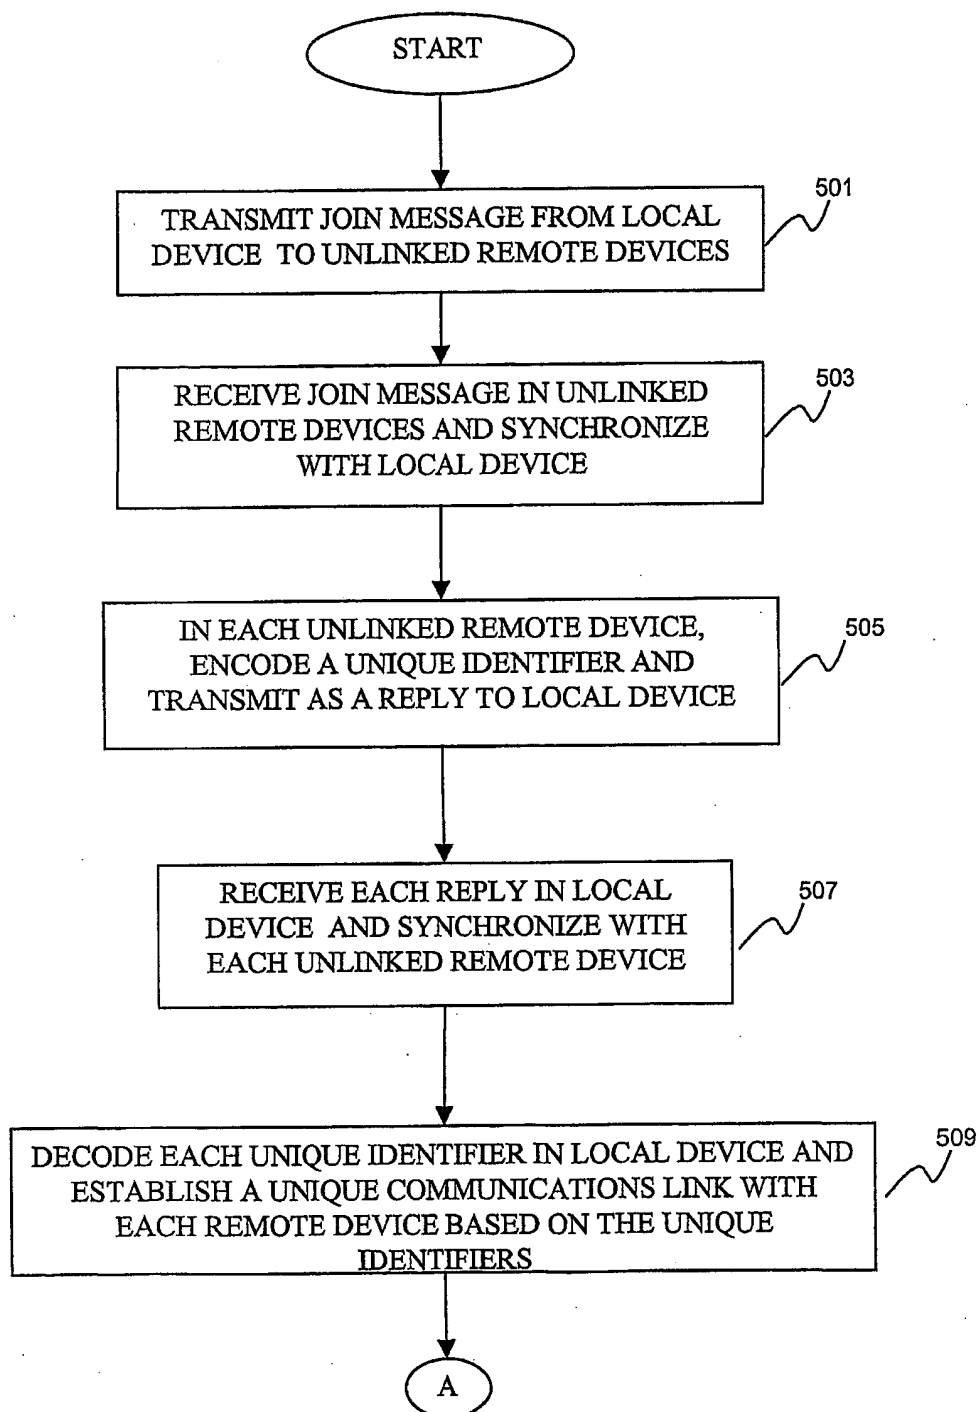 START
501
TRANSMIT JOIN MESSAGE FROM LOCAL
DEVICE TO UNLINKED REMOTE DEVICES
503
RECEIVE JOIN MESSAGE IN UNLINKED
REMOTE DEVICES AND SYNCHRONIZE
WITH LOCAL DEVICE
505
IN EACH UNLINKED REMOTE DEVICE,
ENCODE A UNIQUE IDENTIFIER AND
TRANSMIT AS A REPLY TO LOCAL DEVICE
507
RECEIVE EACH REPLY IN LOCAL
DEVICE AND SYNCHRONIZE WITH
EACH UNLINKED REMOTE DEVICE
509
DECODE EACH UNIQUE IDENTIFIER IN LOCAL DEVICE AND
ESTABLISH A UNIQUE COMMUNICATIONS LINK WITH
EACH REMOTE DEVICE BASED ON THE UNIQUE
IDENTIFIERS
A